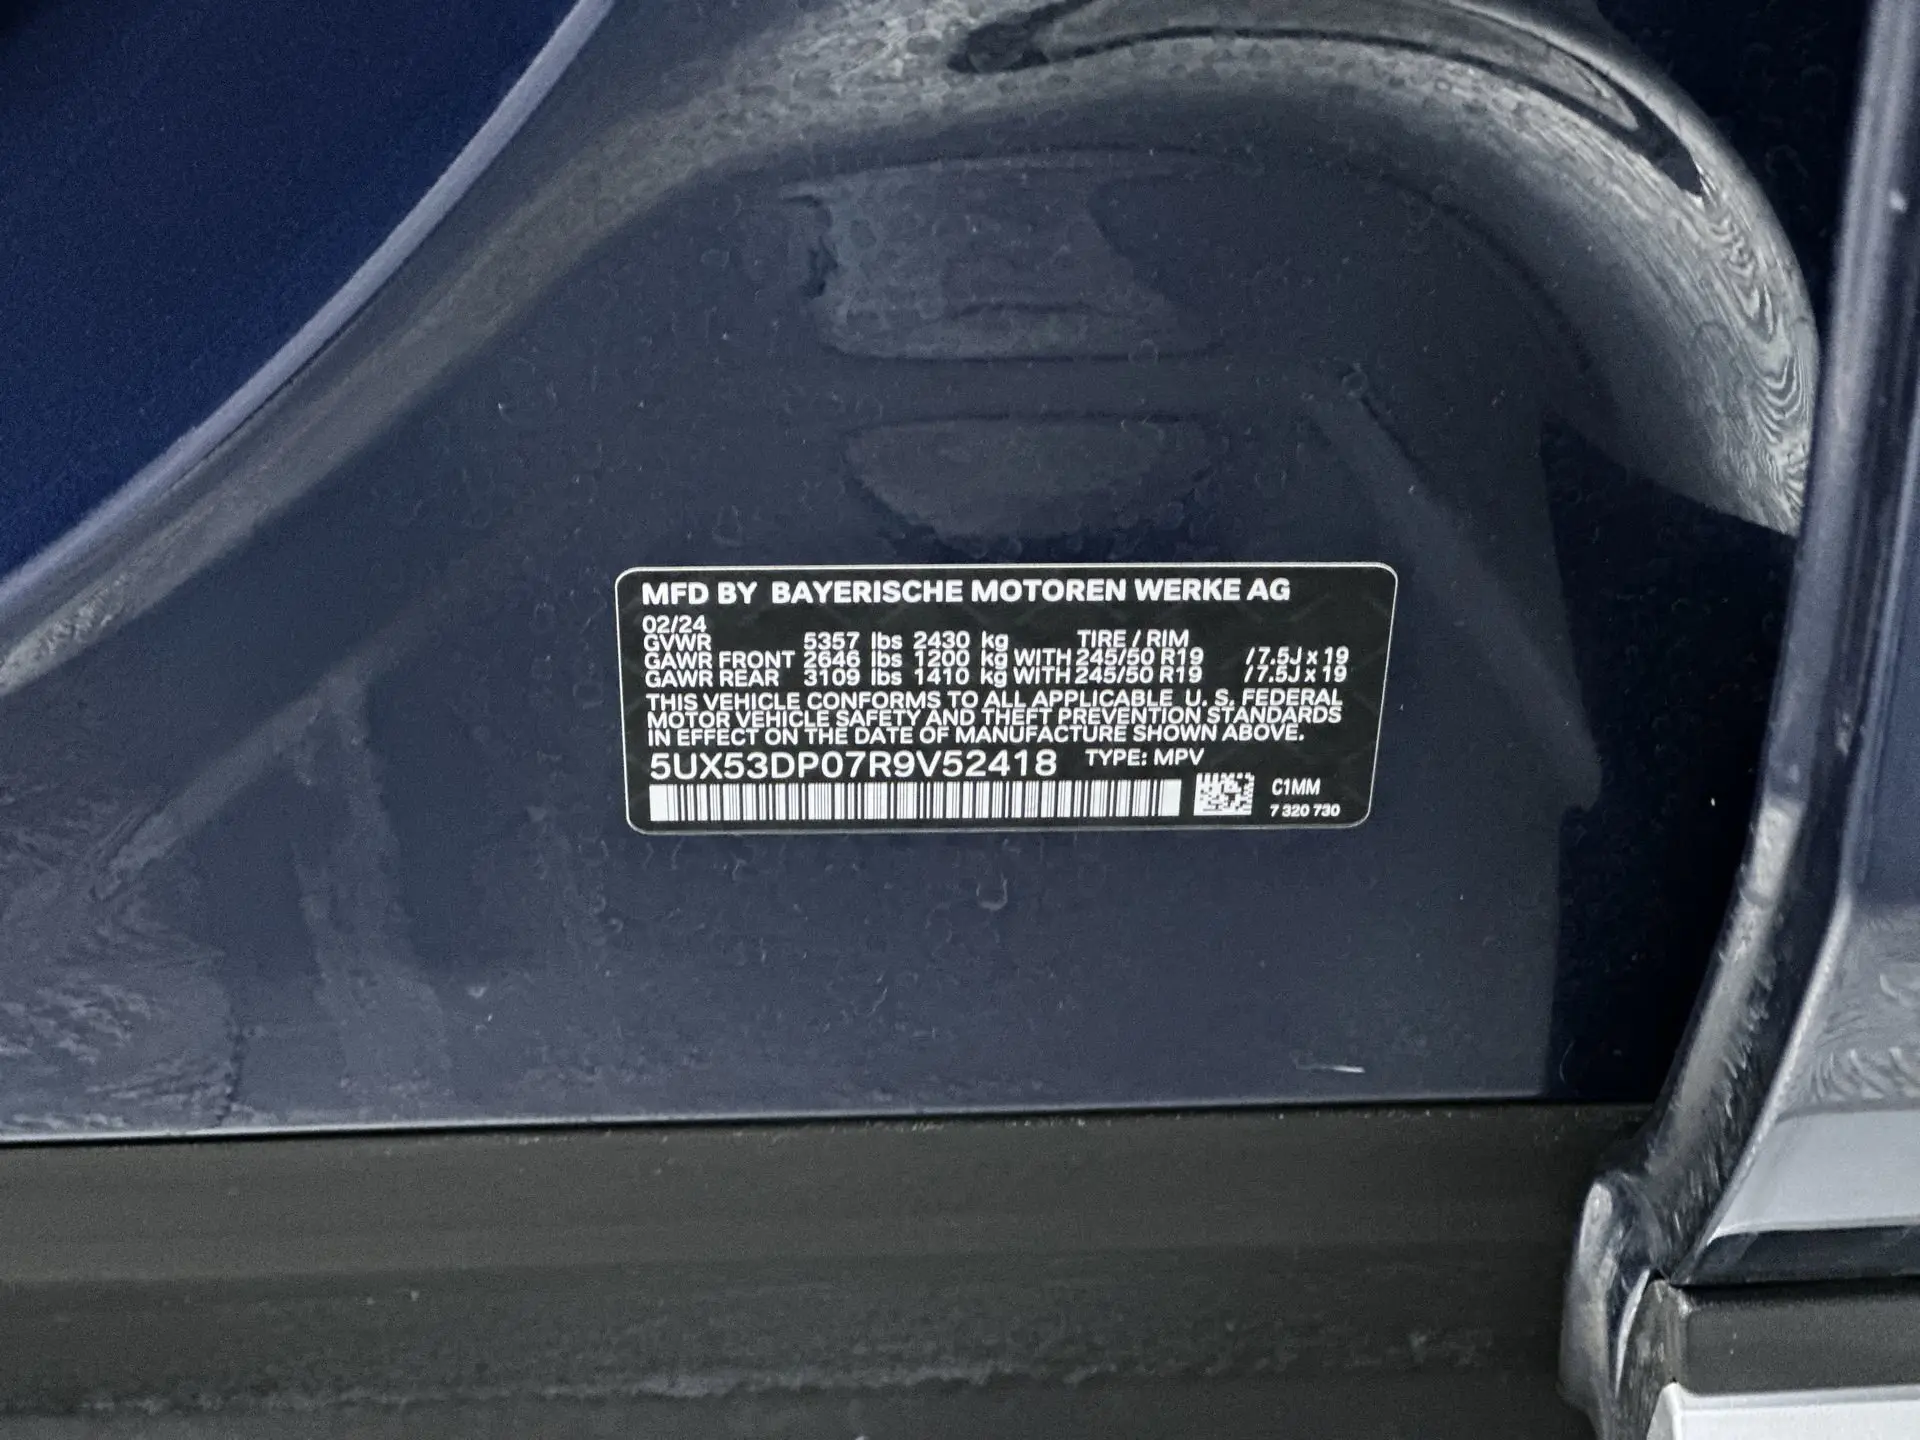 MFD BY BAYERISCHE MOTOREN WERKE AG
02/24
GVWR 5357 lbs 2430 kg TIRE / RIM
GAWR FRONT 2646 lbs 1200 kg WITH 245/50 R19 /7.5J x 19
GAWR REAR 3109 lbs 1410 kg WITH 245/50 R19 /7.5J x 19
THIS VEHICLE CONFORMS TO ALL APPLICABLE U. S. FEDERAL
MOTOR VEHICLE SAFETY AND THEFT PREVENTION STANDARDS
IN EFFECT ON THE DATE OF MANUFACTURE SHOWN ABOVE.
5UX53DP07R9V52418 TYPE: MPV
C1MM
7 320 730